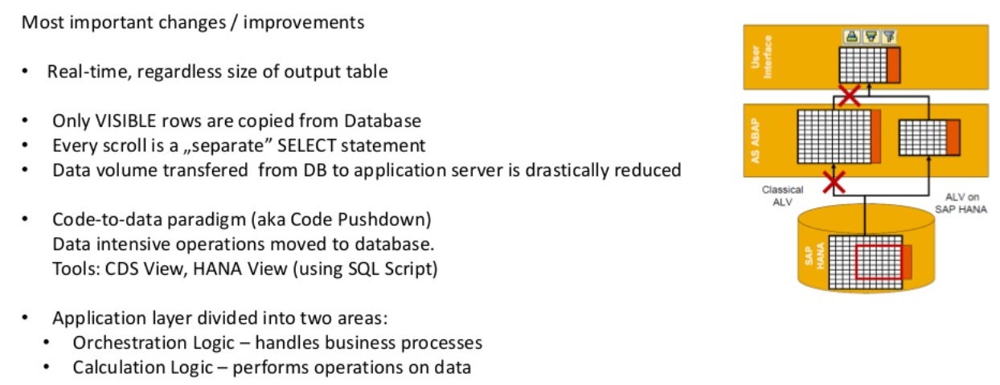 Most important changes / improvements
• Real-time, regardless size of output table
• Only VISIBLE rows are copied from Database
• Every scroll is a „separate” SELECT statement
• Data volume transfered from DB to application server is drastically reduced
• Code-to-data paradigm (aka Code Pushdown)
Data intensive operations moved to database.
Tools: CDS View, HANA View (using SQL Script)
• Application layer divided into two areas:
• Orchestration Logic – handles business processes
• Calculation Logic – performs operations on data
User
Interface
AS ABAP
Classical
ALV
ALV on
SAP HANA
SAP
HANA